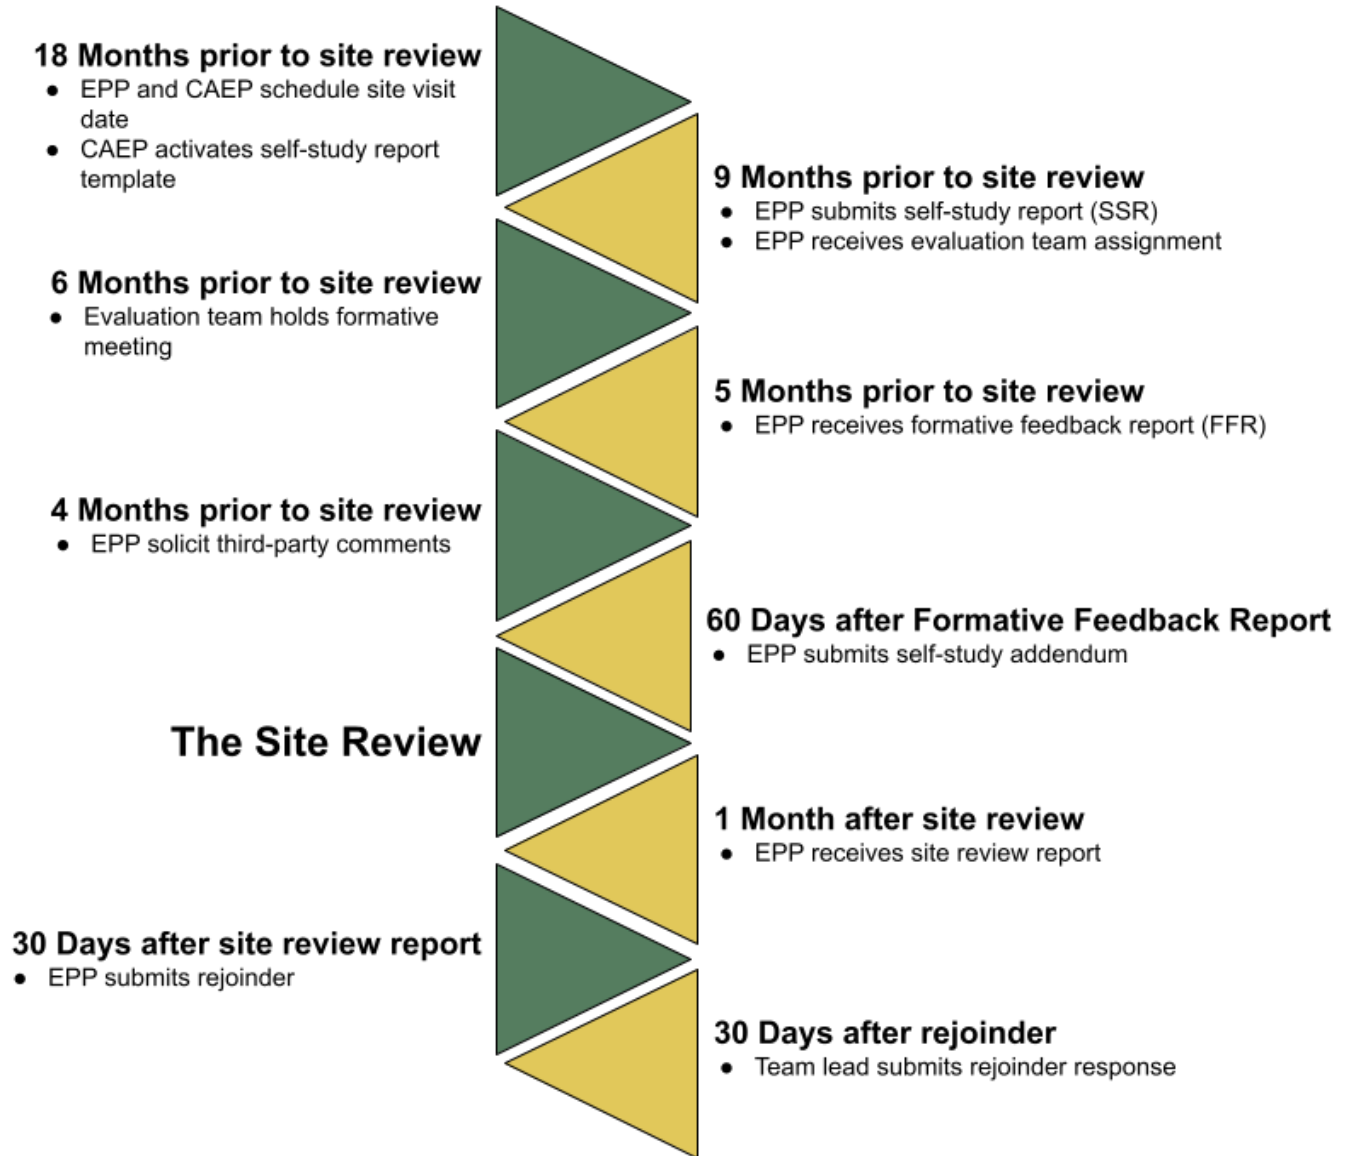 18 Months prior to site review
● EPP and CAEP schedule site visit
date
● CAEP activates self-study report
template
9 Months prior to site review
● EPP submits self-study report (SSR)
● EPP receives evaluation team assignment
6 Months prior to site review
● Evaluation team holds formative
meeting
5 Months prior to site review
● EPP receives formative feedback report (FFR)
4 Months prior to site review
● EPP solicit third-party comments
60 Days after Formative Feedback Report
● EPP submits self-study addendum
The Site Review
1 Month after site review
● EPP receives site review report
30 Days after site review report
● EPP submits rejoinder
30 Days after rejoinder
● Team lead submits rejoinder response